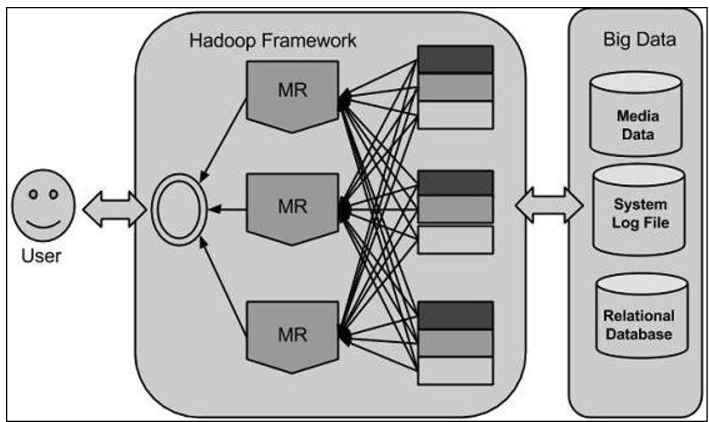 Hadoop Framework
Big Data
MR
MR
MR
User
Media
Data
System
Log File
Relational
Database